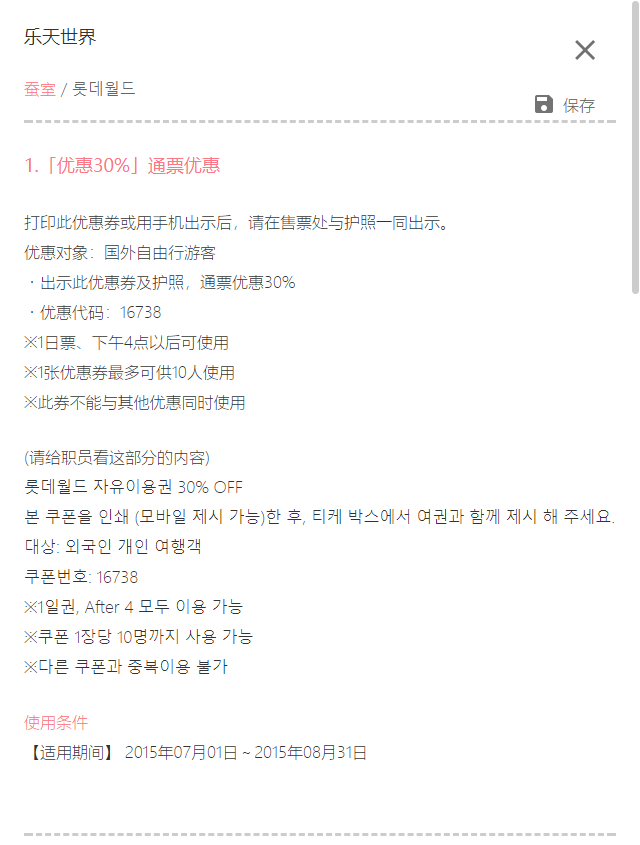 乐天世界
蚕室 / 롯데월드
保存
1.「优惠30%」通票优惠
打印此优惠券或用手机出示后，请在售票处与护照一同出示。
优惠对象：国外自由行游客
・出示此优惠券及护照，通票优惠30%
・优惠代码：16738
※1日票、下午4点以后可使用
※1张优惠券最多可供10人使用
※此券不能与其他优惠同时使用
(请给职员看这部分的内容)
롯데월드 자유이용권 30% OFF
본 쿠폰을 인쇄 (모바일 제시 가능)한 후, 티케 박스에서 여권과 함께 제시 해 주세요.
대상: 외국인 개인 여행객
쿠폰번호: 16738
※1일권, After 4 모두 이용 가능
※쿠폰 1장당 10명까지 사용 가능
※다른 쿠폰과 중복이용 불가
使用条件
【适用期间】 2015年07月01日 ~ 2015年08月31日